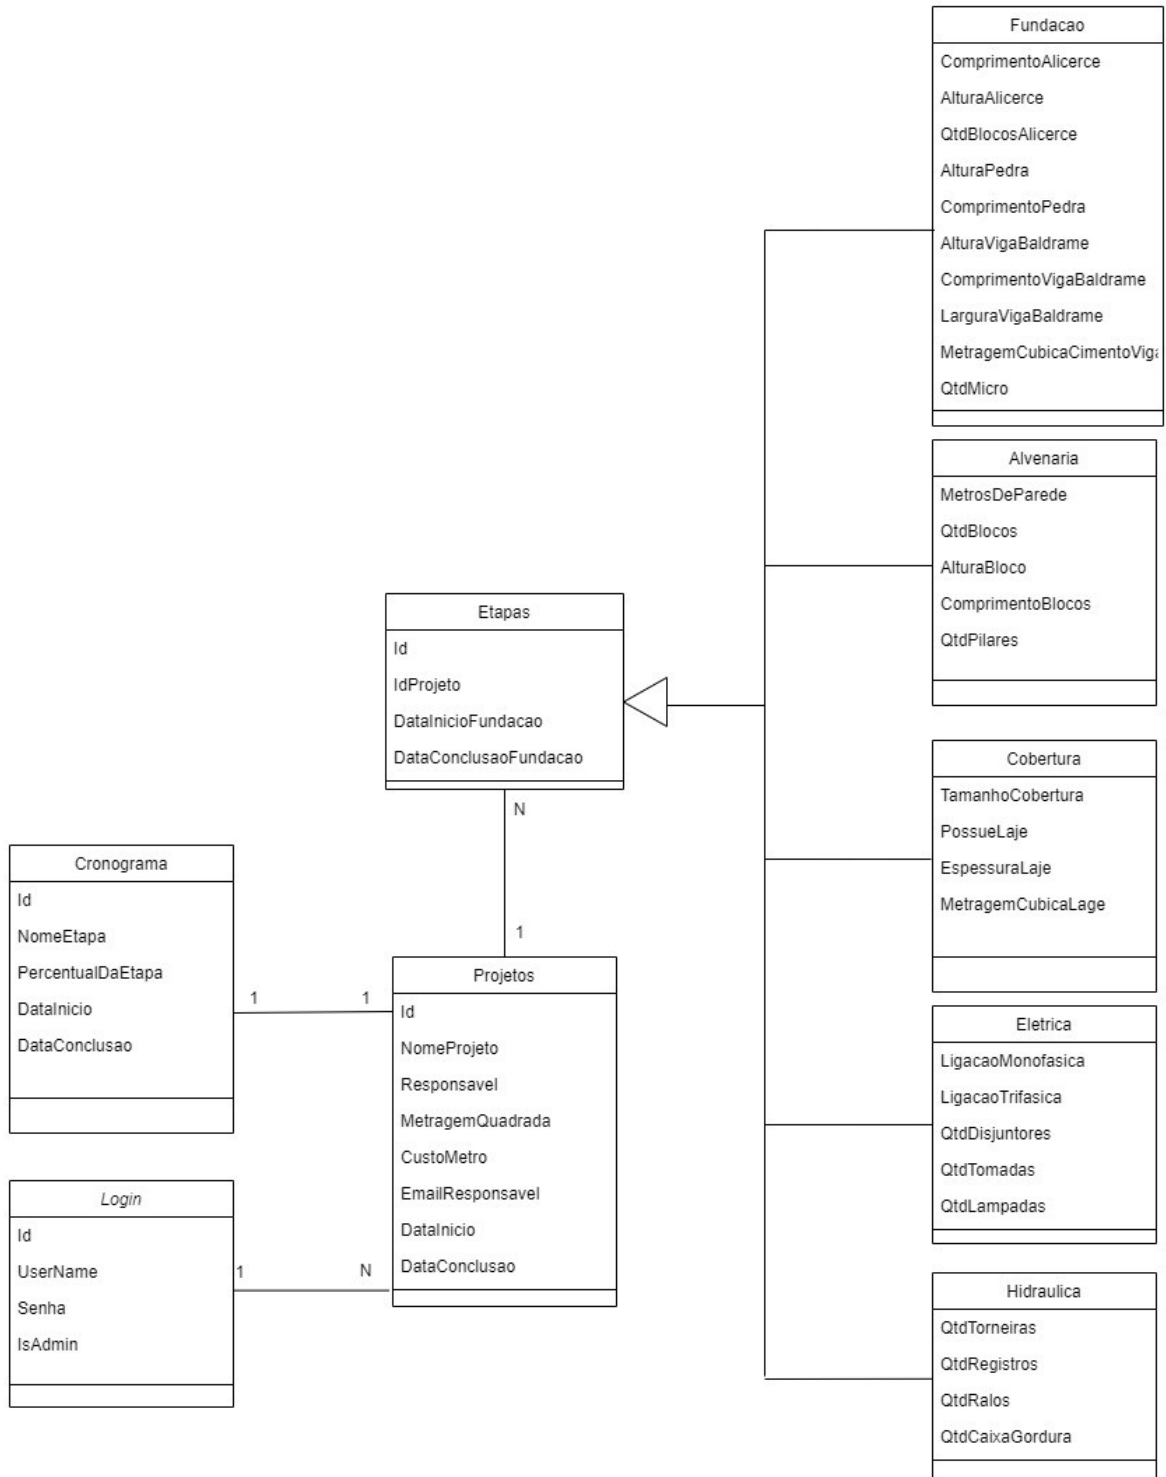 Fundacao
ComprimentoAlicerce
AlturaAlicerce
QtdBlocosAlicerce
AlturaPedra
ComprimentoPedra
AlturaVigaBaldrame
ComprimentoVigaBaldrame
LarguraVigaBaldrame
MetragemCubicaCimentoViga
QtdMicro
Alvenaria
MetrosDeParede
QtdBlocos
AlturaBloco
ComprimentoBlocos
QtdPilares
Etapas
Id
IdProjeto
DataInicioFundacao
DataConclusaoFundacao
N
1
Cobertura
TamanhoCobertura
PossueLaje
EspessuraLaje
MetragemCubicaLage
Cronograma
Id
NomeEtapa
PercentualDaEtapa
DataInicio
DataConclusao
1 1
Projetos
Id
NomeProjeto
Responsavel
MetragemQuadrada
CustoMetro
EmailResponsavel
DataInicio
DataConclusao
Eletrica
LigacaoMonofasica
LigacaoTrifasica
QtdDisjuntores
QtdTomadas
QtdLampadas
Login
Id
UserName
Senha
IsAdmin
1 N
Hidraulica
QtdTorneiras
QtdRegistros
QtdRalos
QtdCaixaGordura